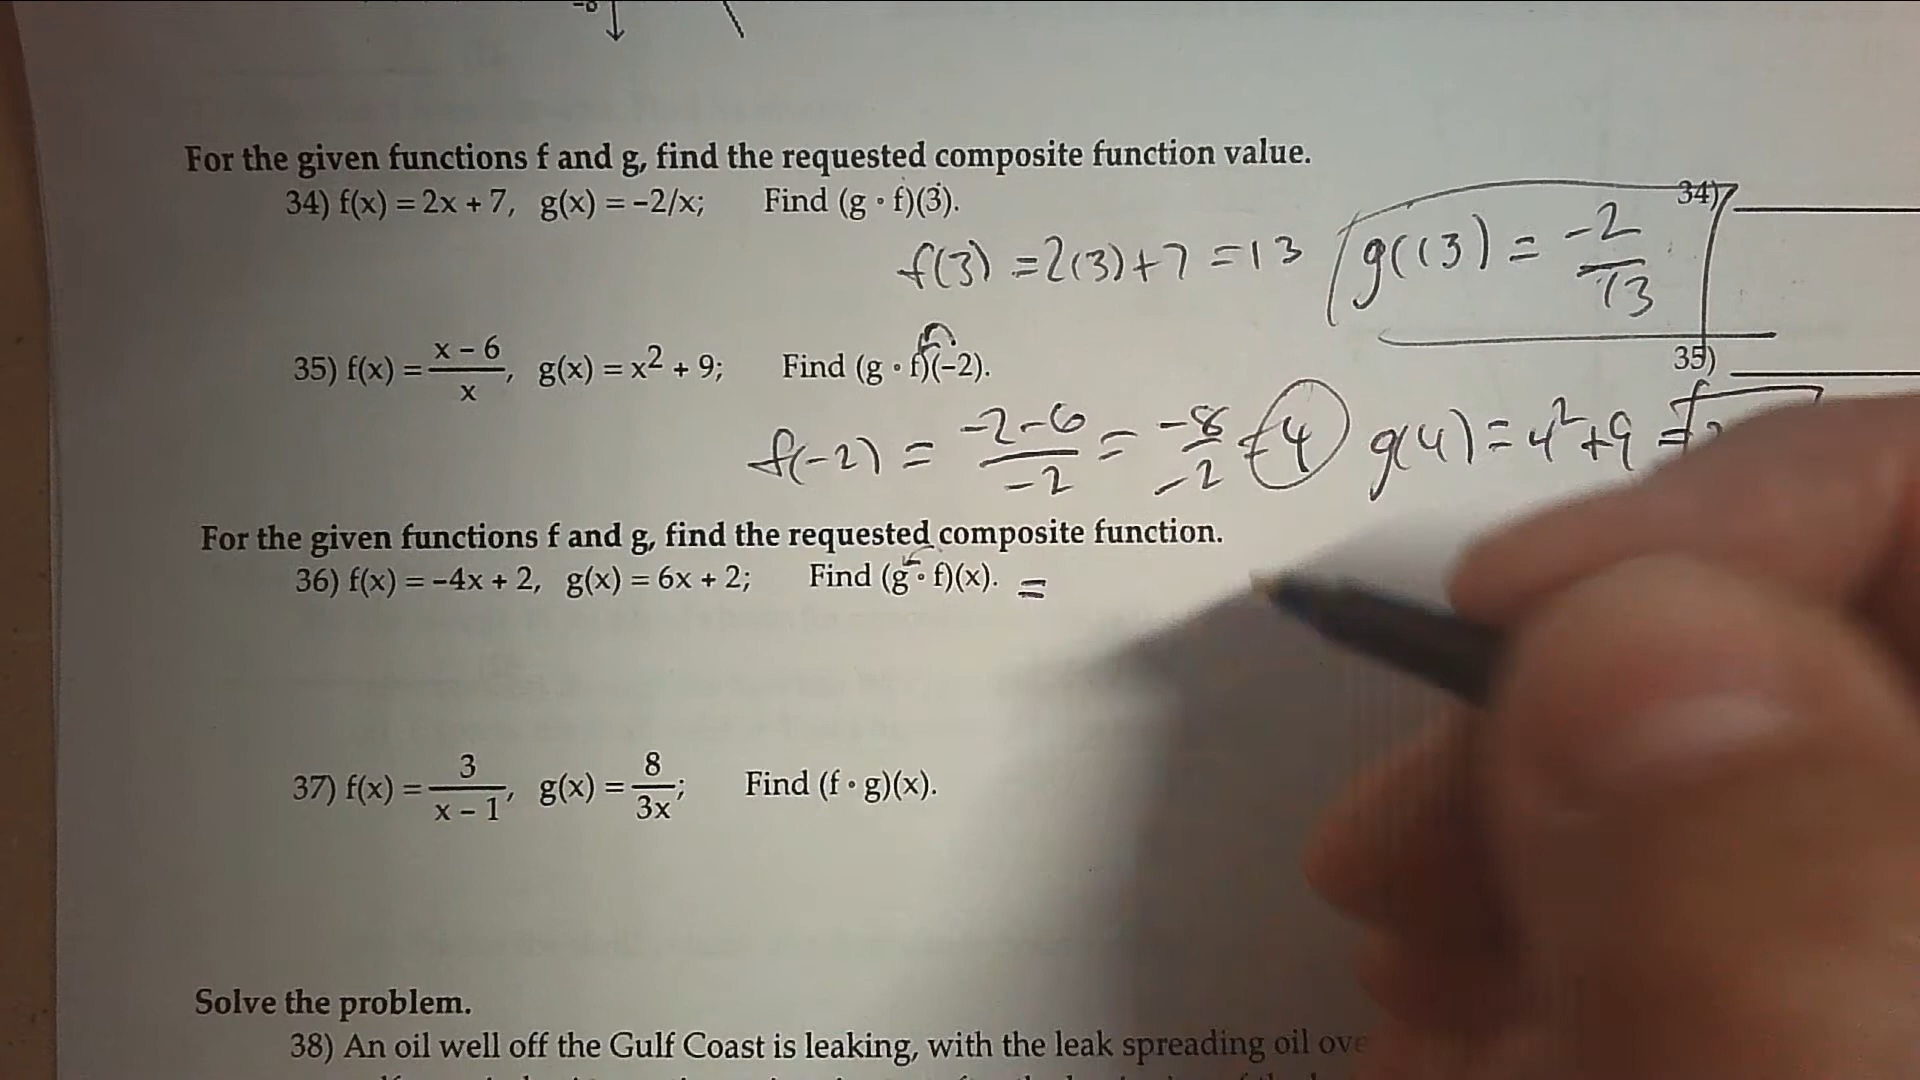 -8
For the given functions f and g, find the requested composite function value.
34) f(x) = 2x + 7, g(x) = -2/x; Find (g ∘ f)(3).
34)
f(3) = 2(3)+7 = 13 g(13) = -2/13
35) f(x) = x - 6/x, g(x) = x² + 9; Find (g ∘ f)(-2).
35)
f(-2) = -2-6/-2 = -8/-2 = 4 g(4) = 4²+9 =
For the given functions f and g, find the requested composite function.
36) f(x) = -4x + 2, g(x) = 6x + 2; Find (g ∘ f)(x). =
37) f(x) = 3/x - 1, g(x) = 8/3x; Find (f ∘ g)(x).
Solve the problem.
38) An oil well off the Gulf Coast is leaking, with the leak spreading oil ove